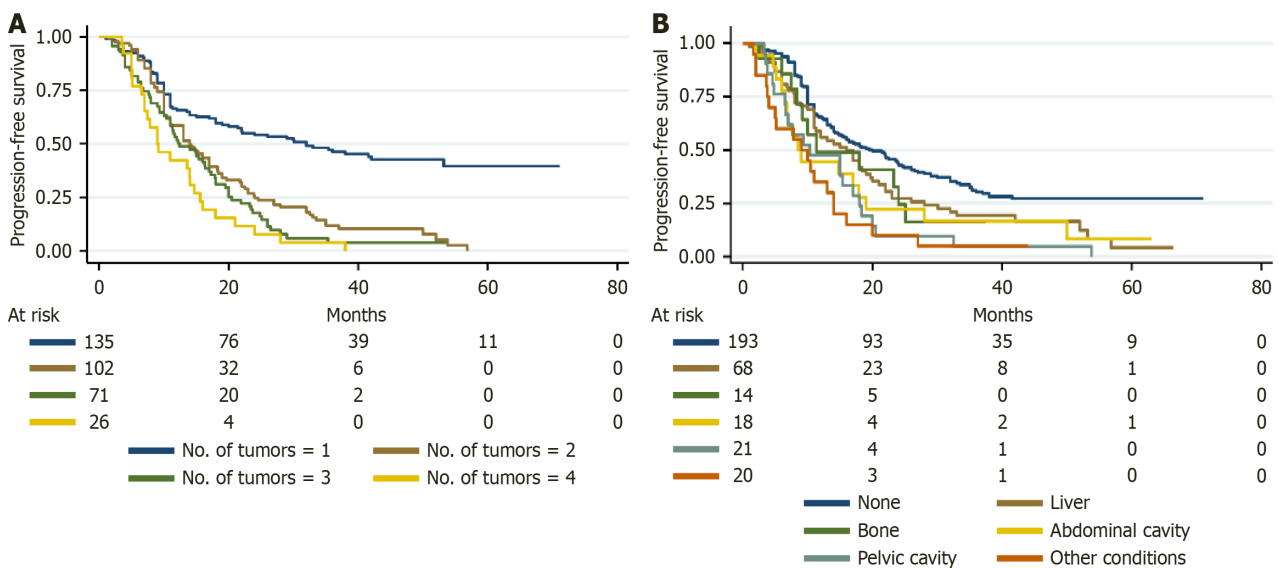 A
Progression-free survival
1.00
0.75
0.50
0.25
0.00
0 20 40 60 80
At risk Months
135 76 39 11 0
102 32 6 0 0
71 20 2 0 0
26 4 0 0 0
No. of tumors = 1 No. of tumors = 2
No. of tumors = 3 No. of tumors = 4
B
Progression-free survival
1.00
0.75
0.50
0.25
0.00
0 20 40 60 80
At risk Months
193 93 35 9 0
68 23 8 1 0
14 5 0 0 0
18 4 2 1 0
21 4 1 0 0
20 3 1 0 0
None Liver
Bone Abdominal cavity
Pelvic cavity Other conditions